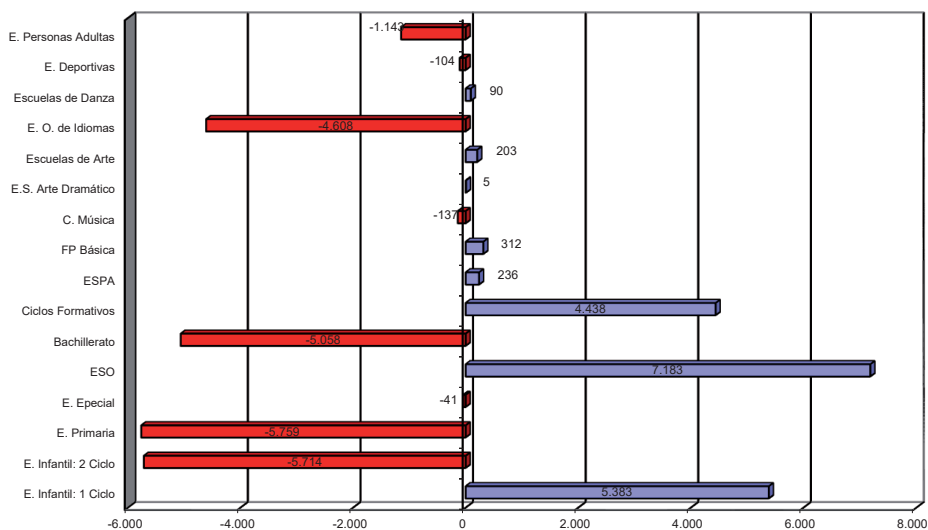 E. Personas Adultas -1.143
E. Deportivas -104
Escuelas de Danza 90
E. O. de Idiomas -4.608
Escuelas de Arte 203
E.S. Arte Dramático 5
C. Música -137
FP Básica 312
ESPA 236
Ciclos Formativos 4.438
Bachillerato -5.058
ESO 7.183
E. Epecial -41
E. Primaria -5.759
E. Infantil: 2 Ciclo -5.714
E. Infantil: 1 Ciclo 5.383
-6.000 -4.000 -2.000 0 2.000 4.000 6.000 8.000